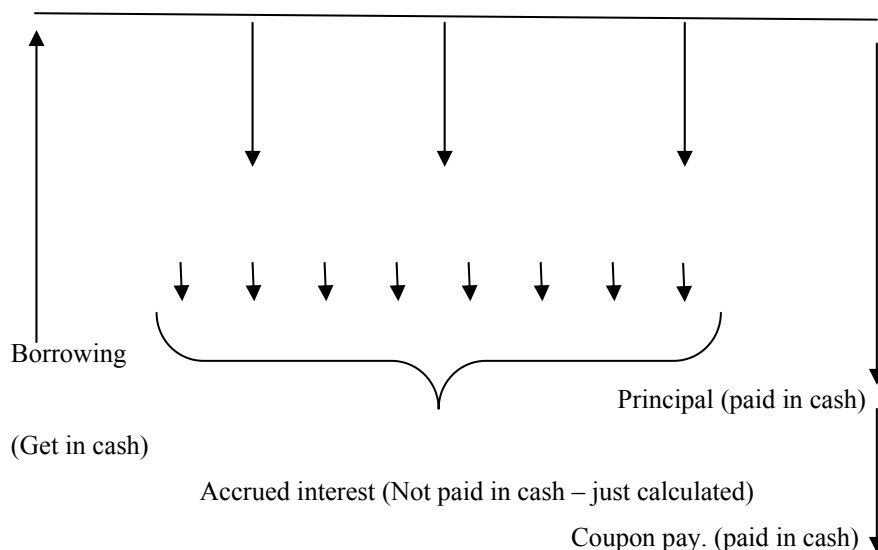 Borrowing
Principal (paid in cash)
(Get in cash)
Accrued interest (Not paid in cash – just calculated)
Coupon pay. (paid in cash)